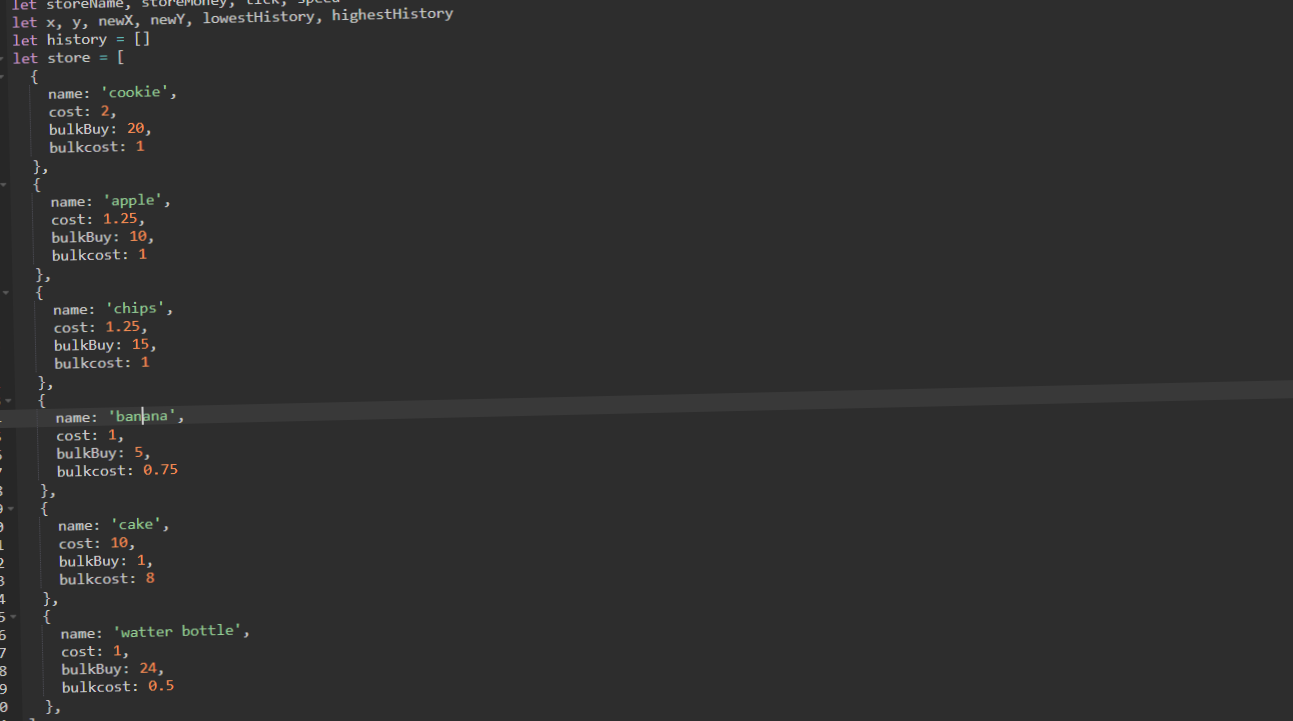 let storeName, storeMoney, tick, speed
let x, y, newX, newY, lowestHistory, highestHistory
let history = []
let store = [
{
name: 'cookie',
cost: 2,
bulkBuy: 20,
bulkcost: 1
},
{
name: 'apple',
cost: 1.25,
bulkBuy: 10,
bulkcost: 1
},
{
name: 'chips',
cost: 1.25,
bulkBuy: 15,
bulkcost: 1
},
{
name: 'banana',
cost: 1,
bulkBuy: 5,
bulkcost: 0.75
},
{
name: 'cake',
cost: 10,
bulkBuy: 1,
bulkcost: 8
},
{
name: 'watter bottle',
cost: 1,
bulkBuy: 24,
bulkcost: 0.5
},